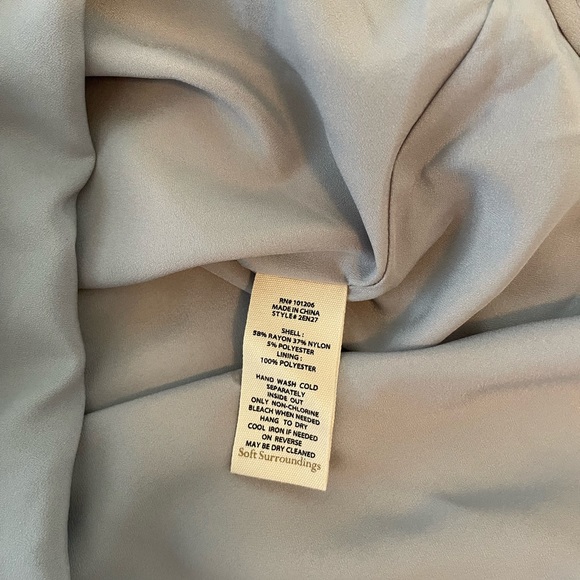 RN# 101206
MADE IN CHINA
STYLE# 2EN27
SHELL :
58% RAYON 37% NYLON
5% POLYESTER
LINING :
100% POLYESTER
HAND WASH COLD
SEPARATELY
INSIDE OUT
ONLY NON-CHLORINE
BLEACH WHEN NEEDED
HANG TO DRY
COOL IRON IF NEEDED
ON REVERSE
MAY BE DRY CLEANED
Soft Surroundings